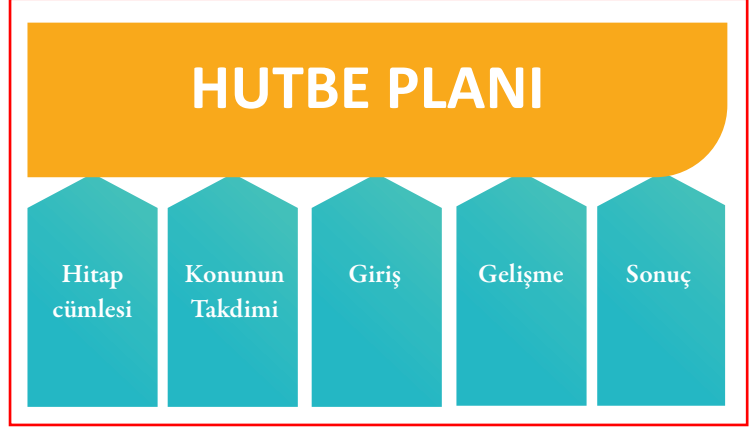 HUTBE PLANI
Hitap
cümlesi
Konunun
Takdimi
Giriş
Gelişme
Sonuç